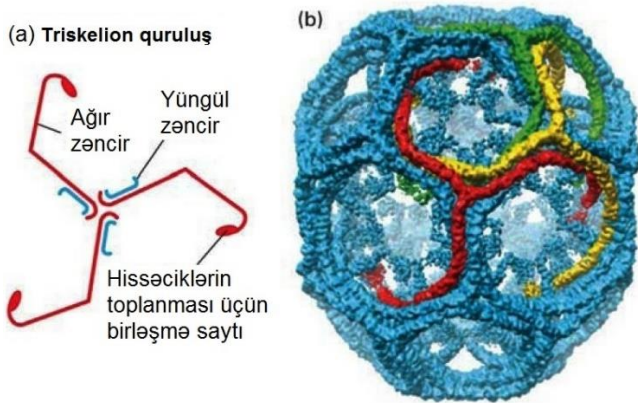 (a) Triskelion quruluş
Ağır
zəncir
Yüngül
zəncir
Hissəciklərin
toplanması üçün
birləşmə saytı
(b)